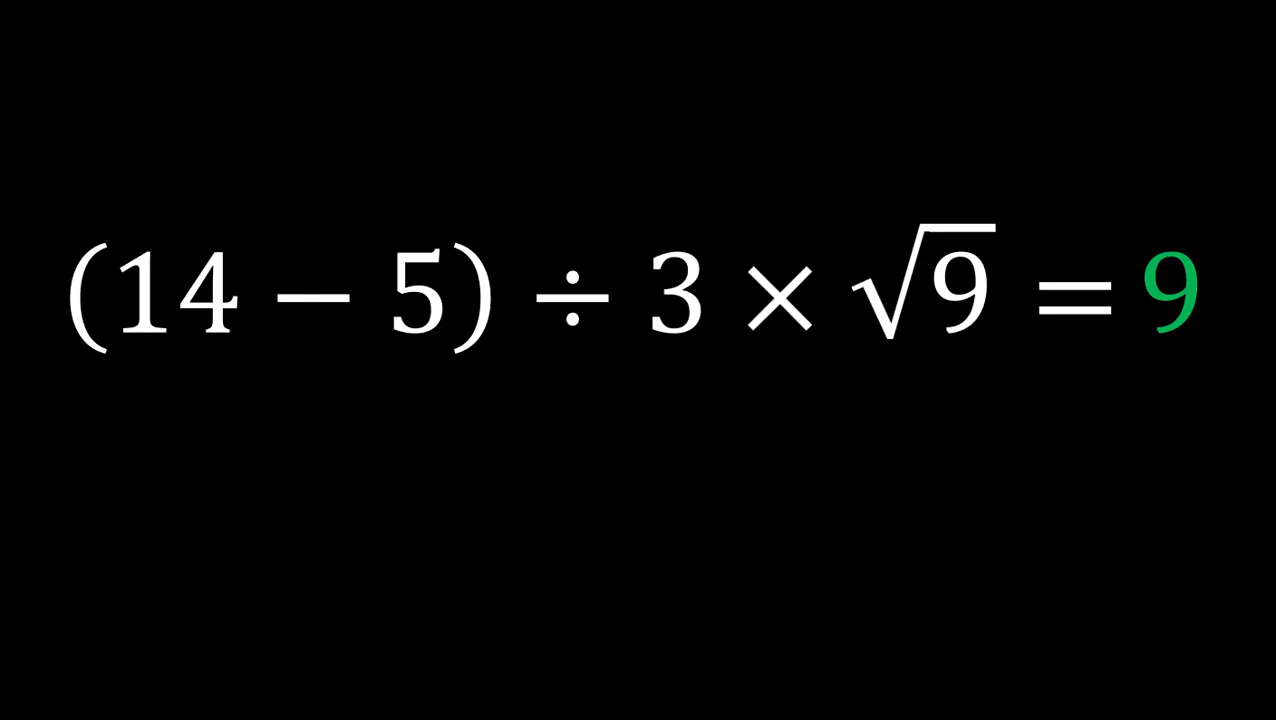 (14 − 5) ÷ 3 × √9 = 9